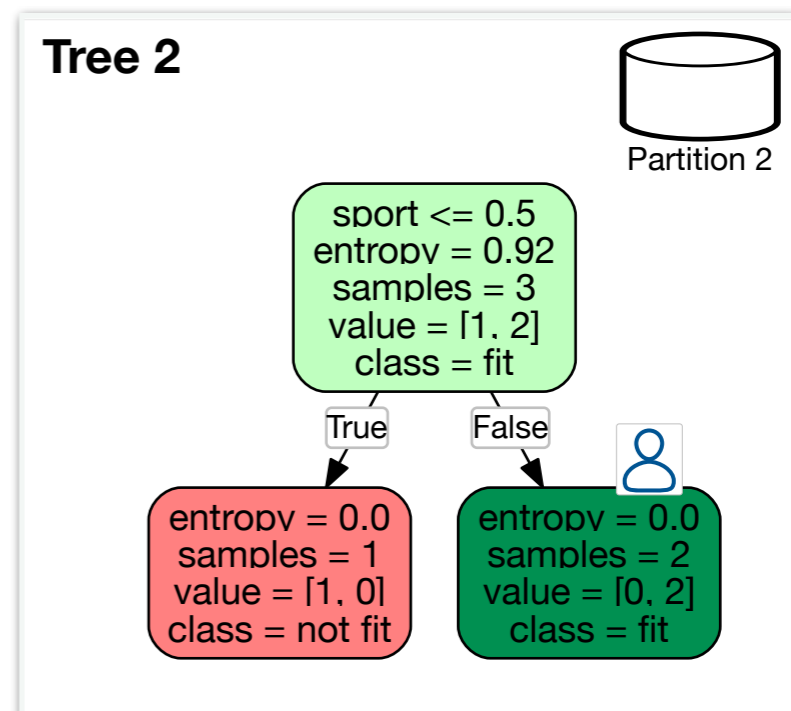 Tree 2
Partition 2
sport <= 0.5
entropy = 0.92
samples = 3
value = [1, 2]
class = fit
True
False
entropy = 0.0
samples = 1
value = [1, 0]
class = not fit
entropy = 0.0
samples = 2
value = [0, 2]
class = fit